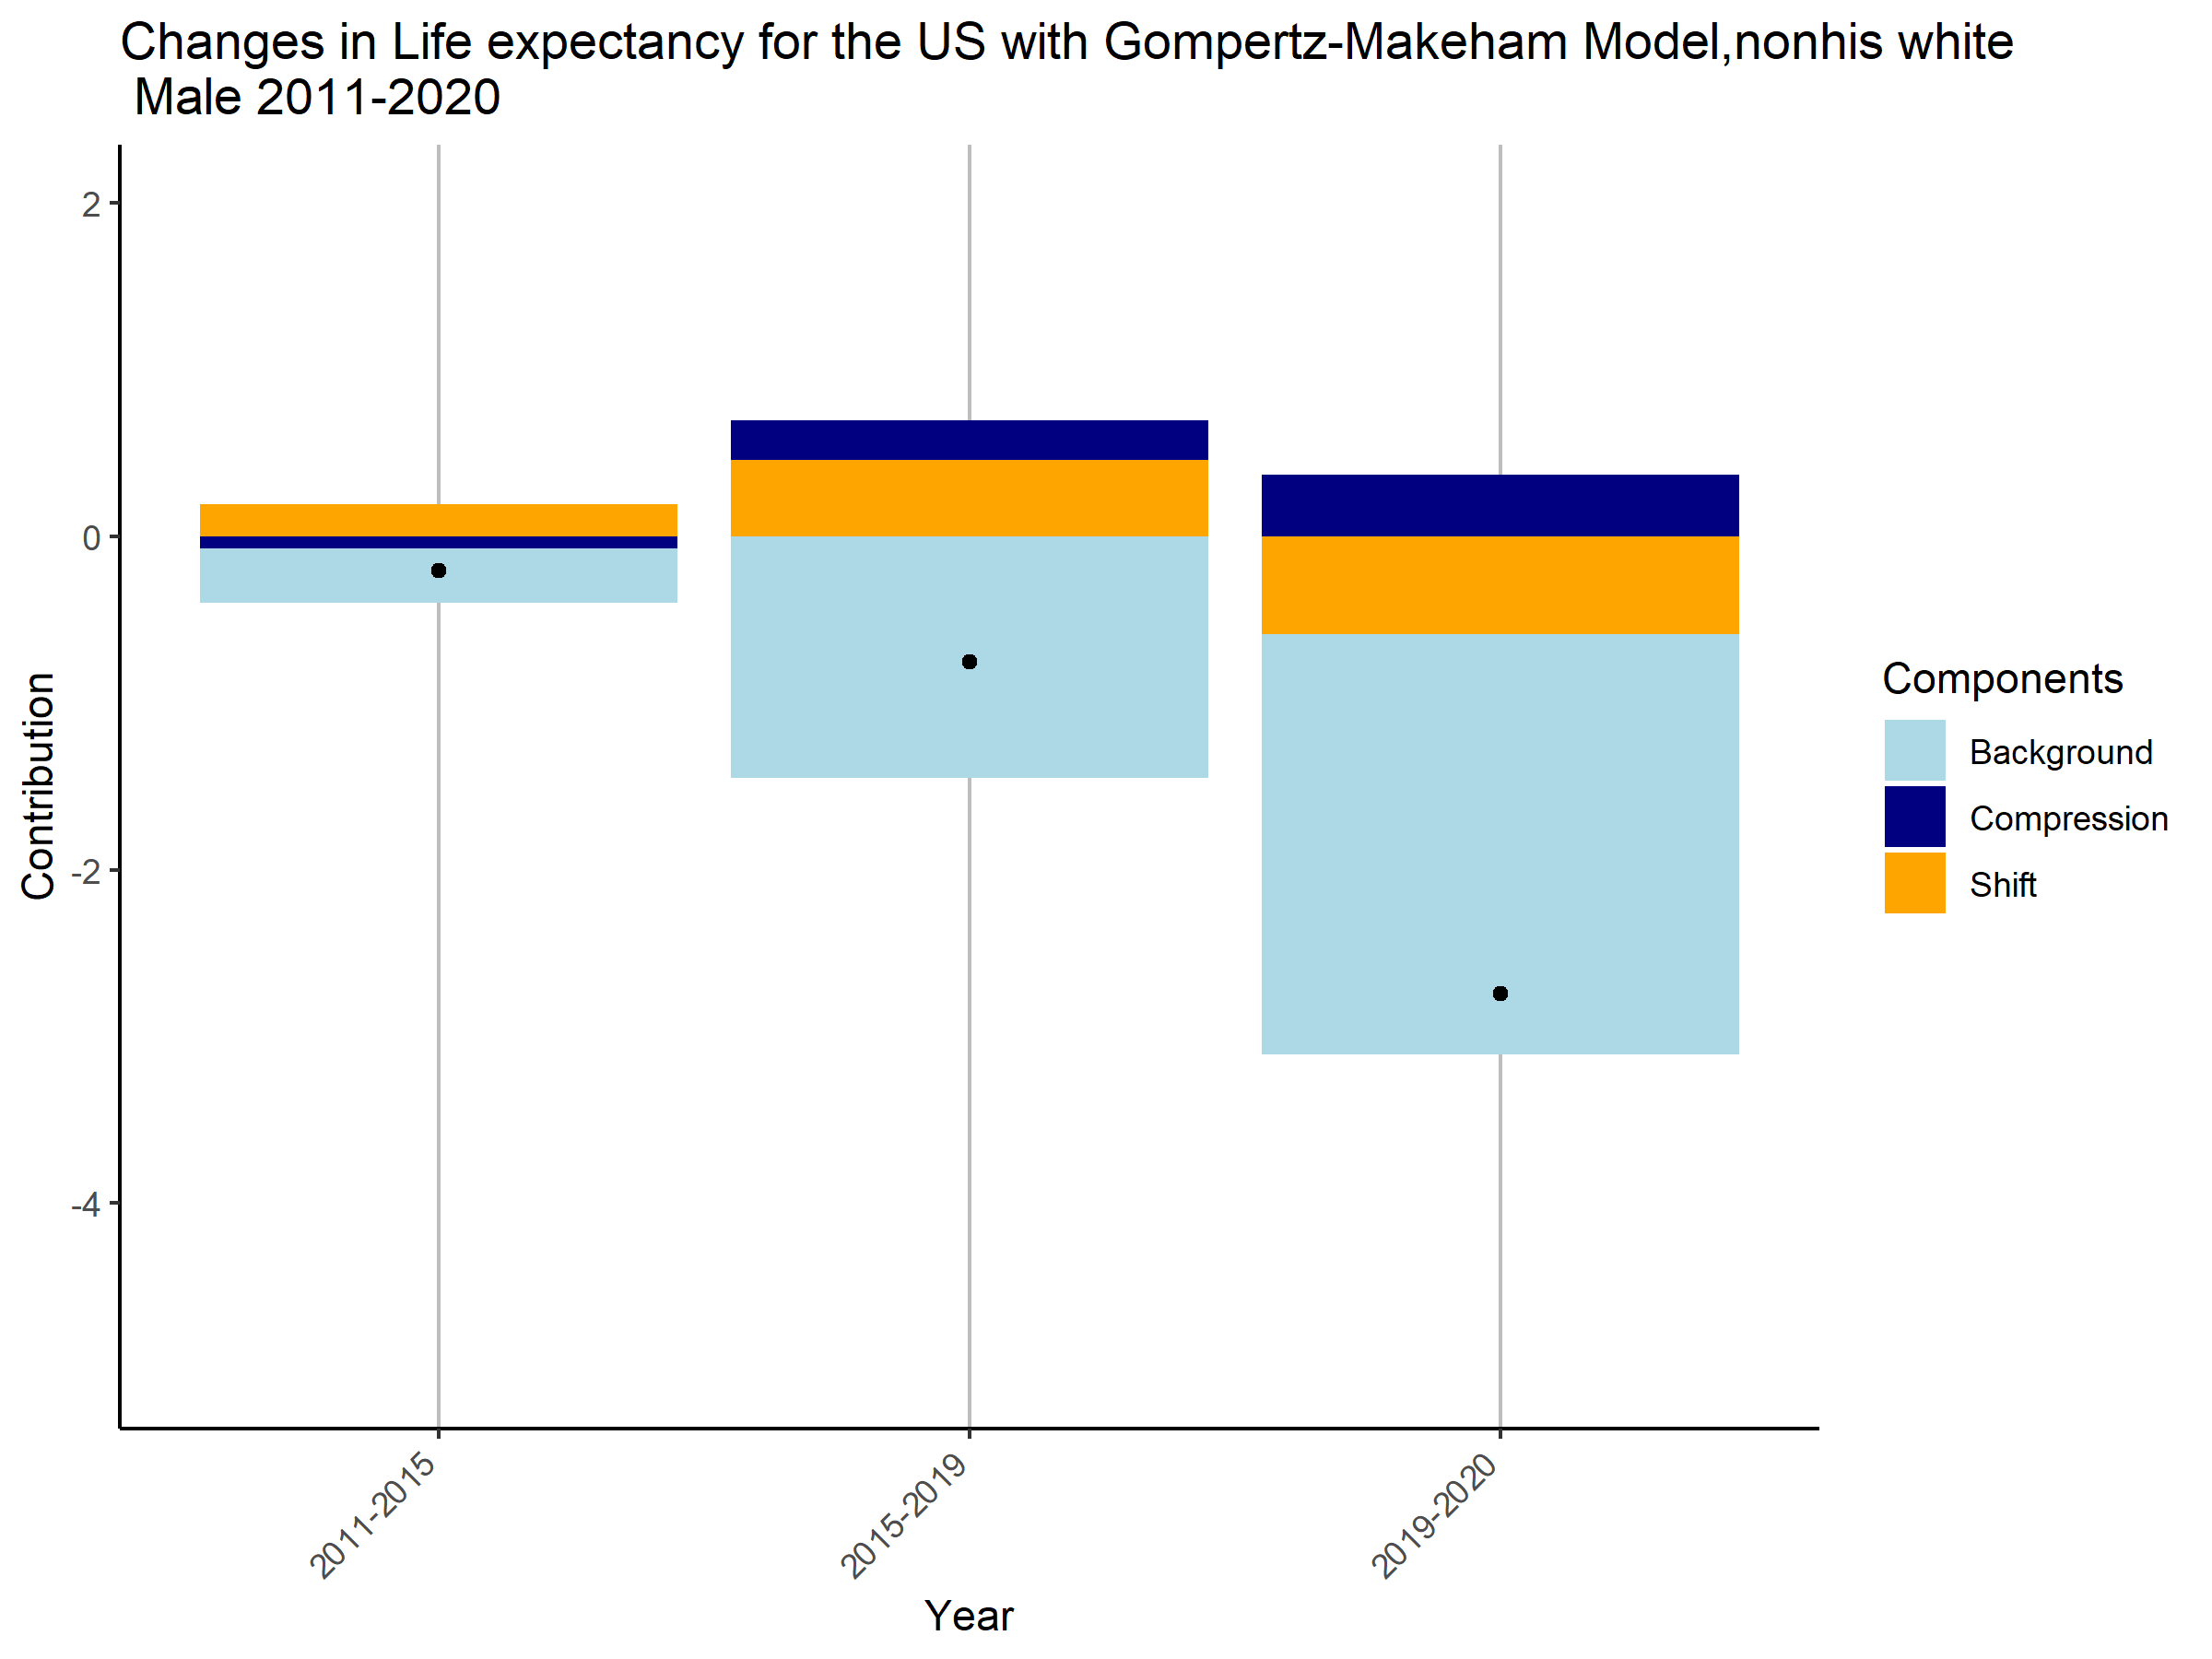 Changes in Life expectancy for the US with Gompertz-Makeham Model,nonhis white
Male 2011-2020
2
0
-2
-4
Contribution
2011-2015
2015-2019
2019-2020
Year
Components
Background
Compression
Shift